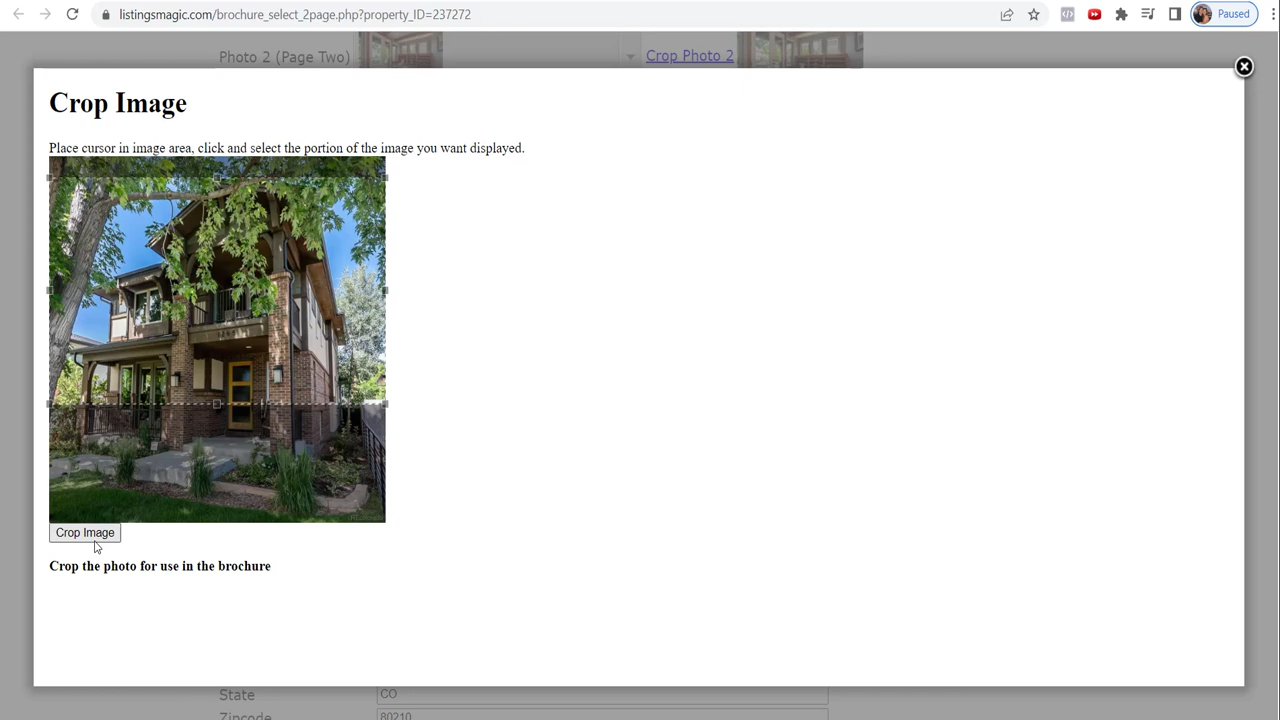 listingsmagic.com/brochure_select_2page.php?property_ID=237272
Paused
Photo 2 (Page Two)
Crop Photo 2
Crop Image
Place cursor in image area, click and select the portion of the image you want displayed.
Crop Image
Crop the photo for use in the brochure
State
CO
Zipcode
80210